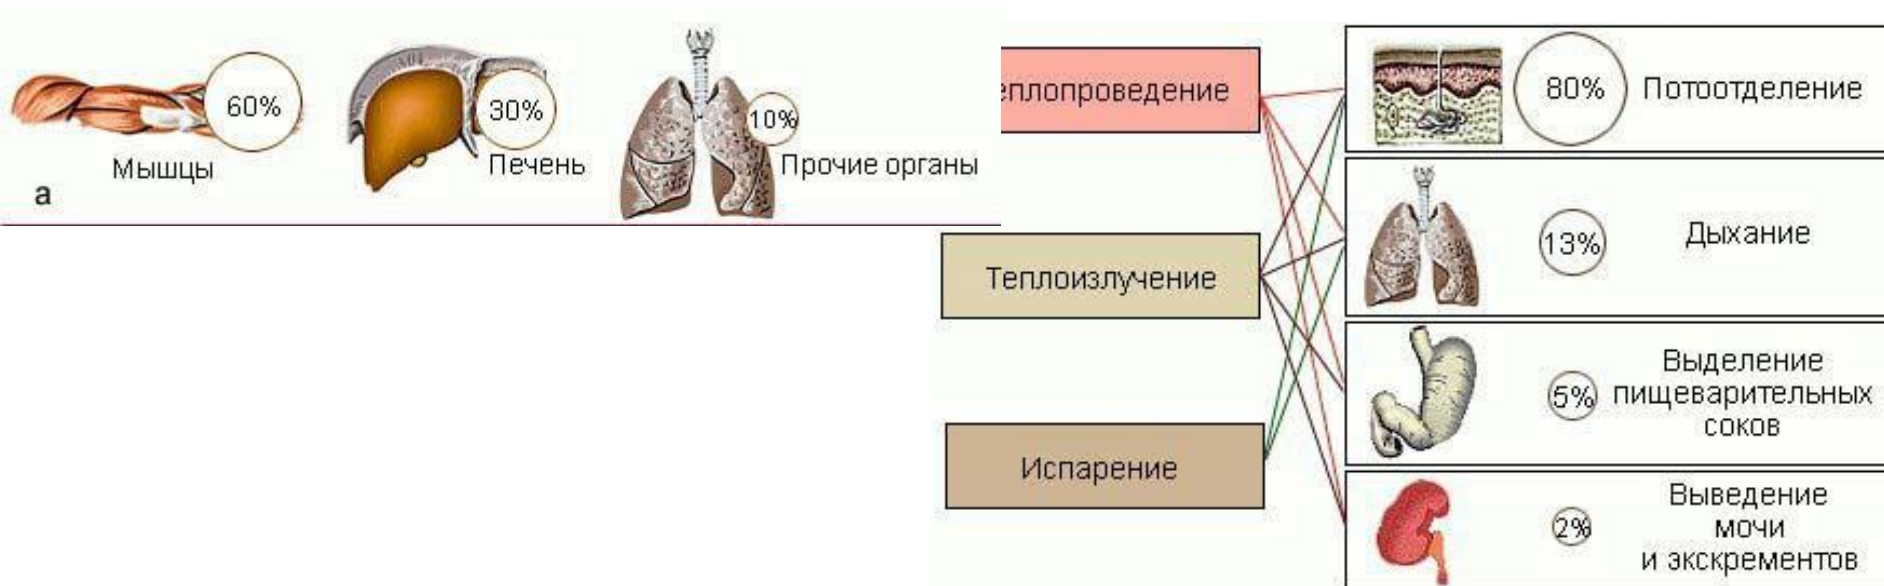 60%
Мышцы
30%
Печень
10%
Прочие органы
а
еплопроведение
Теплоизлучение
Испарение
80%
Потоотделение
13%
Дыхание
5%
Выделение
пищеварительных
соков
2%
Выведение
мочи
и экскрементов